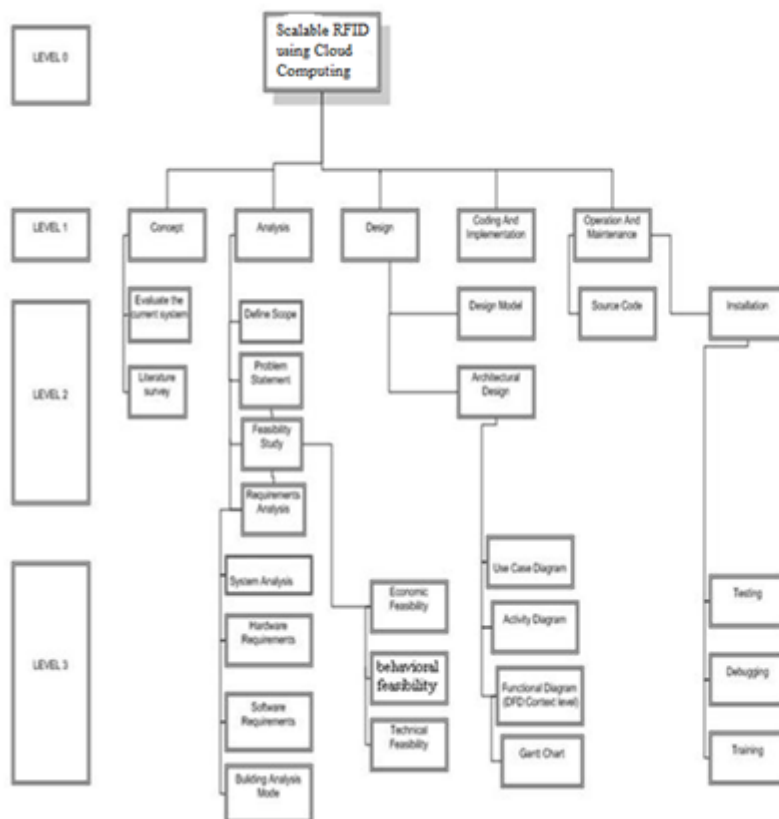 LEVEL 0
Scalable RFID
using Cloud
Computing
LEVEL 1
Concept
Analysis
Design
Coding And
Implementation
Operation And
Maintenance
LEVEL 2
Evaluate the
current system
Literature
survey
Define Scope
Problem
Statement
Feasibility
Study
Requirements
Analysis
Design Model
Architectural
Design
Source Code
Installation
LEVEL 3
System Analysis
Hardware
Requirements
Software
Requirements
Building Analysis
Mode
Economic
Feasibility
behavioral
feasibility
Technical
Feasibility
Use Case Diagram
Activity Diagram
Functional Diagram
(DFD Context level)
Gantt Chart
Testing
Debugging
Training